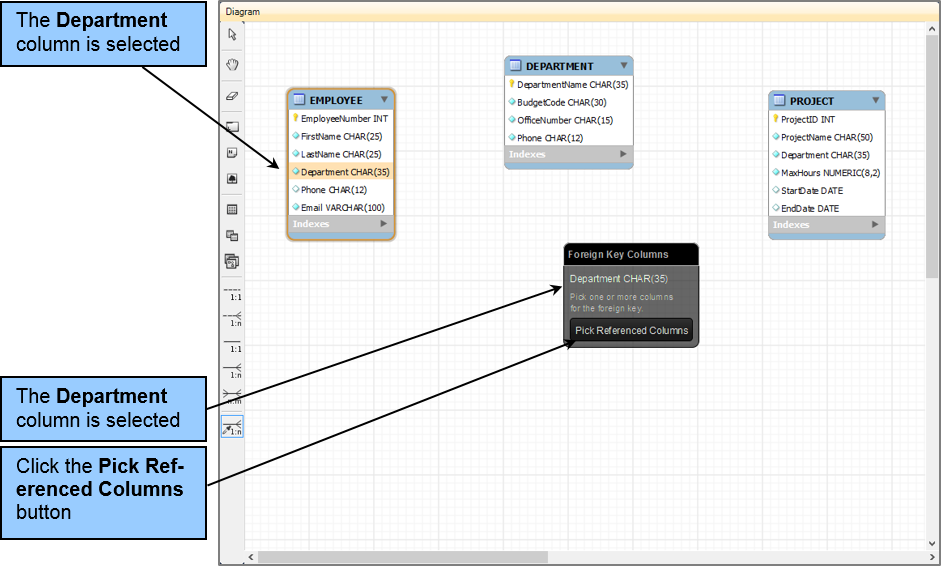 The Department
column is selected
Diagram
EMPLOYEE
EmployeeNumber INT
FirstName CHAR(25)
LastName CHAR(25)
Department CHAR(35)
Phone CHAR(12)
Email VARCHAR(100)
Indexes
DEPARTMENT
DepartmentName CHAR(35)
BudgetCode CHAR(30)
OfficeNumber CHAR(15)
Phone CHAR(12)
Indexes
PROJECT
ProjectID INT
ProjectName CHAR(50)
Department CHAR(35)
MaxHours NUMERIC(8,2)
StartDate DATE
EndDate DATE
Indexes
Foreign Key Columns
Department CHAR(35)
Pick one or more columns
for the foreign key.
Pick Referenced Columns
1:1
1:n
1:1
1:n
n:m
1:n
The Department
column is selected
Click the Pick Ref-
erenced Columns
button